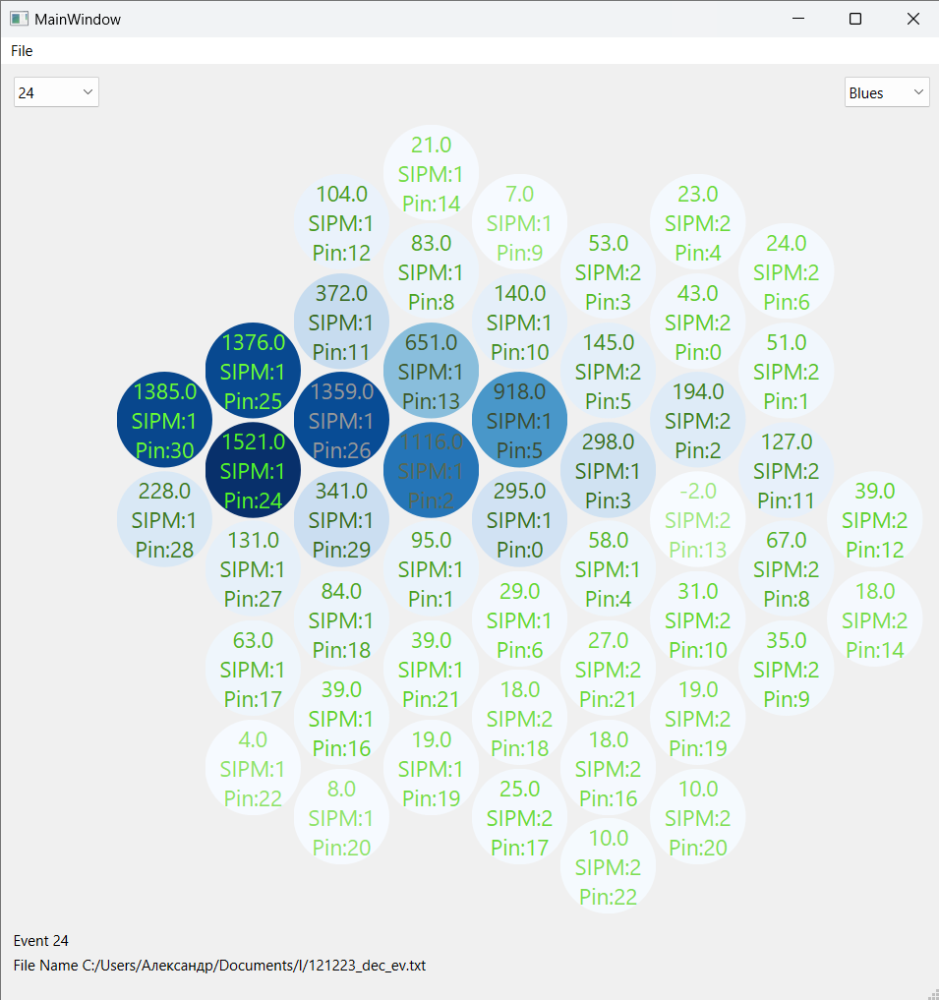 MainWindow
File
24
Blues
21.0
SIPM:1
Pin:14
104.0
SIPM:1
Pin:12
7.0
SIPM:1
Pin:9
23.0
SIPM:2
Pin:4
83.0
SIPM:1
Pin:8
53.0
SIPM:2
Pin:3
24.0
SIPM:2
Pin:6
372.0
SIPM:1
Pin:11
140.0
SIPM:1
Pin:10
43.0
SIPM:2
Pin:0
1376.0
SIPM:1
Pin:25
651.0
SIPM:1
Pin:13
145.0
SIPM:2
Pin:5
51.0
SIPM:2
Pin:1
1385.0
SIPM:1
Pin:30
1359.0
SIPM:1
Pin:26
918.0
SIPM:1
Pin:5
194.0
SIPM:2
Pin:2
1521.0
SIPM:1
Pin:24
1116.0
SIPM:1
Pin:2
298.0
SIPM:1
Pin:3
127.0
SIPM:2
Pin:11
228.0
SIPM:1
Pin:28
341.0
SIPM:1
Pin:29
295.0
SIPM:1
Pin:0
-2.0
SIPM:2
Pin:13
39.0
SIPM:2
Pin:12
131.0
SIPM:1
Pin:27
95.0
SIPM:1
Pin:1
58.0
SIPM:1
Pin:4
67.0
SIPM:2
Pin:8
84.0
SIPM:1
Pin:18
29.0
SIPM:1
Pin:6
31.0
SIPM:2
Pin:10
18.0
SIPM:2
Pin:14
63.0
SIPM:1
Pin:17
39.0
SIPM:1
Pin:21
27.0
SIPM:2
Pin:21
35.0
SIPM:2
Pin:9
39.0
SIPM:1
Pin:16
18.0
SIPM:2
Pin:18
19.0
SIPM:2
Pin:19
4.0
SIPM:1
Pin:22
19.0
SIPM:1
Pin:19
18.0
SIPM:2
Pin:16
8.0
SIPM:1
Pin:20
25.0
SIPM:2
Pin:17
10.0
SIPM:2
Pin:20
10.0
SIPM:2
Pin:22
Event 24
File Name C:/Users/Александр/Documents/I/121223_dec_ev.txt